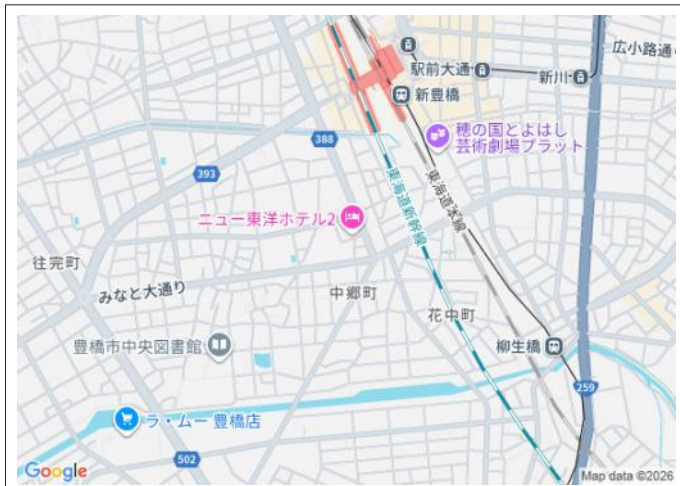 広小路通り
駅前大通
新川
新豊橋
穂の国とよはし
芸術劇場プラット
388
393
東海道新幹線
東海道本線
ニュー東洋ホテル2
往完町
みなと大通り
中郷町
花中町
豊橋市中央図書館
柳生橋
259
ラ・ムー 豊橋店
502
Google
Map data ©2026